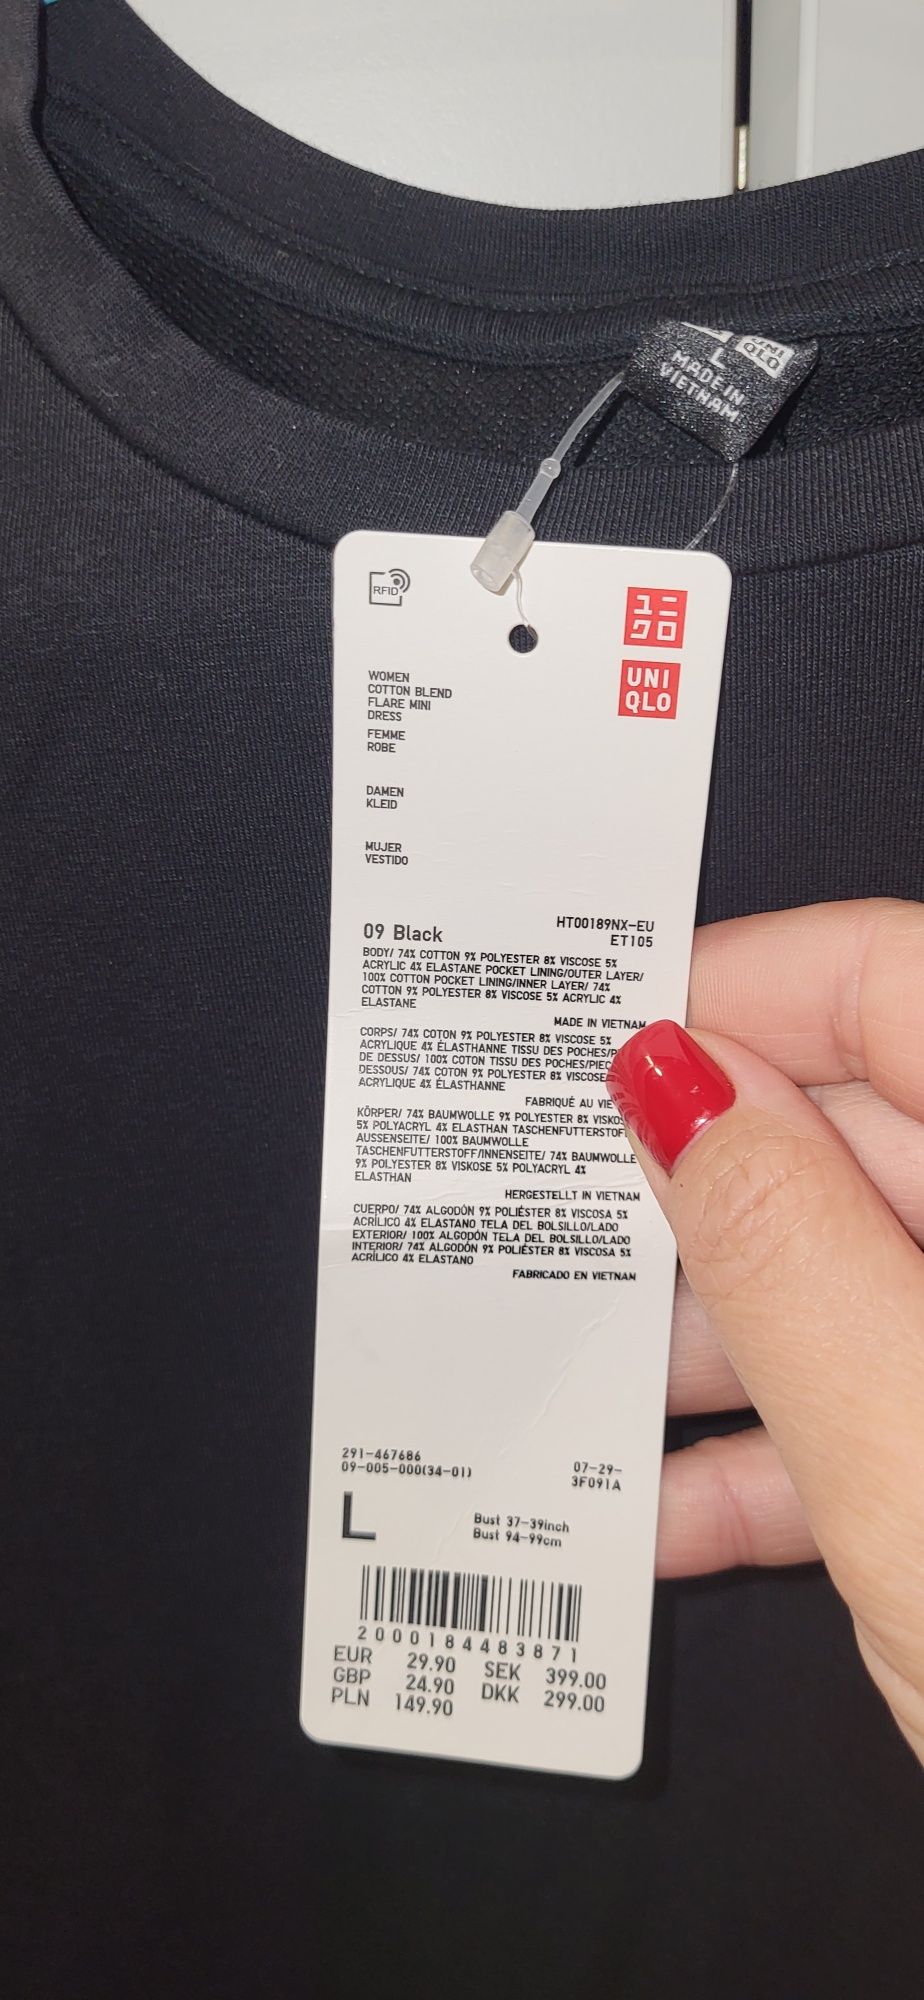 UNI
QLO
L
MADE IN
VIETNAM
RFID
ユニ
クロ
UNI
QLO
WOMEN
COTTON BLEND
FLARE MINI
DRESS
FEMME
ROBE
DAMEN
KLEID
MUJER
VESTIDO
HT00189NX-EU
09 Black ET105
BODY/ 74% COTTON 9% POLYESTER 8% VISCOSE 5%
ACRYLIC 4% ELASTANE POCKET LINING/OUTER LAYER/
100% COTTON POCKET LINING/INNER LAYER/ 74%
COTTON 9% POLYESTER 8% VISCOSE 5% ACRYLIC 4%
ELASTANE
MADE IN VIETNAM
CORPS/ 74% COTON 9% POLYESTER 8% VISCOSE 5%
ACRYLIQUE 4% ÉLASTHANNE TISSU DES POCHES/
DE DESSUS/ 100% COTON TISSU DES POCHES/PIEC
DESSOUS/ 74% COTON 9% POLYESTER 8% VISCOSE
ACRYLIQUE 4% ÉLASTHANNE
FABRIQUÉ AU VIE
KÖRPER/ 74% BAUMWOLLE 9% POLYESTER 8% VISKOS
5% POLYACRYL 4% ELASTHAN TASCHENFUTTERSTOFF
AUSSENSEITE/ 100% BAUMWOLLE
TASCHENFUTTERSTOFF/INNENSEITE/ 74% BAUMWOLLE
9% POLYESTER 8% VISKOSE 5% POLYACRYL 4%
ELASTHAN
HERGESTELLT IN VIETNAM
CUERPO/ 74% ALGODÓN 9% POLIÉSTER 8% VISCOSA 5%
ACRÍLICO 4% ELASTANO TELA DEL BOLSILLO/LADO
EXTERIOR/ 100% ALGODÓN TELA DEL BOLSILLO/LADO
INTERIOR/ 74% ALGODÓN 9% POLIÉSTER 8% VISCOSA 5%
ACRÍLICO 4% ELASTANO
FABRICADO EN VIETNAM
291-467686
09-005-000(34-01) 07-29-
3F091A
L
Bust 37-39inch
Bust 94-99cm
2000184483871
EUR 29.90 SEK 399.00
GBP 24.90 DKK 299.00
PLN 149.90